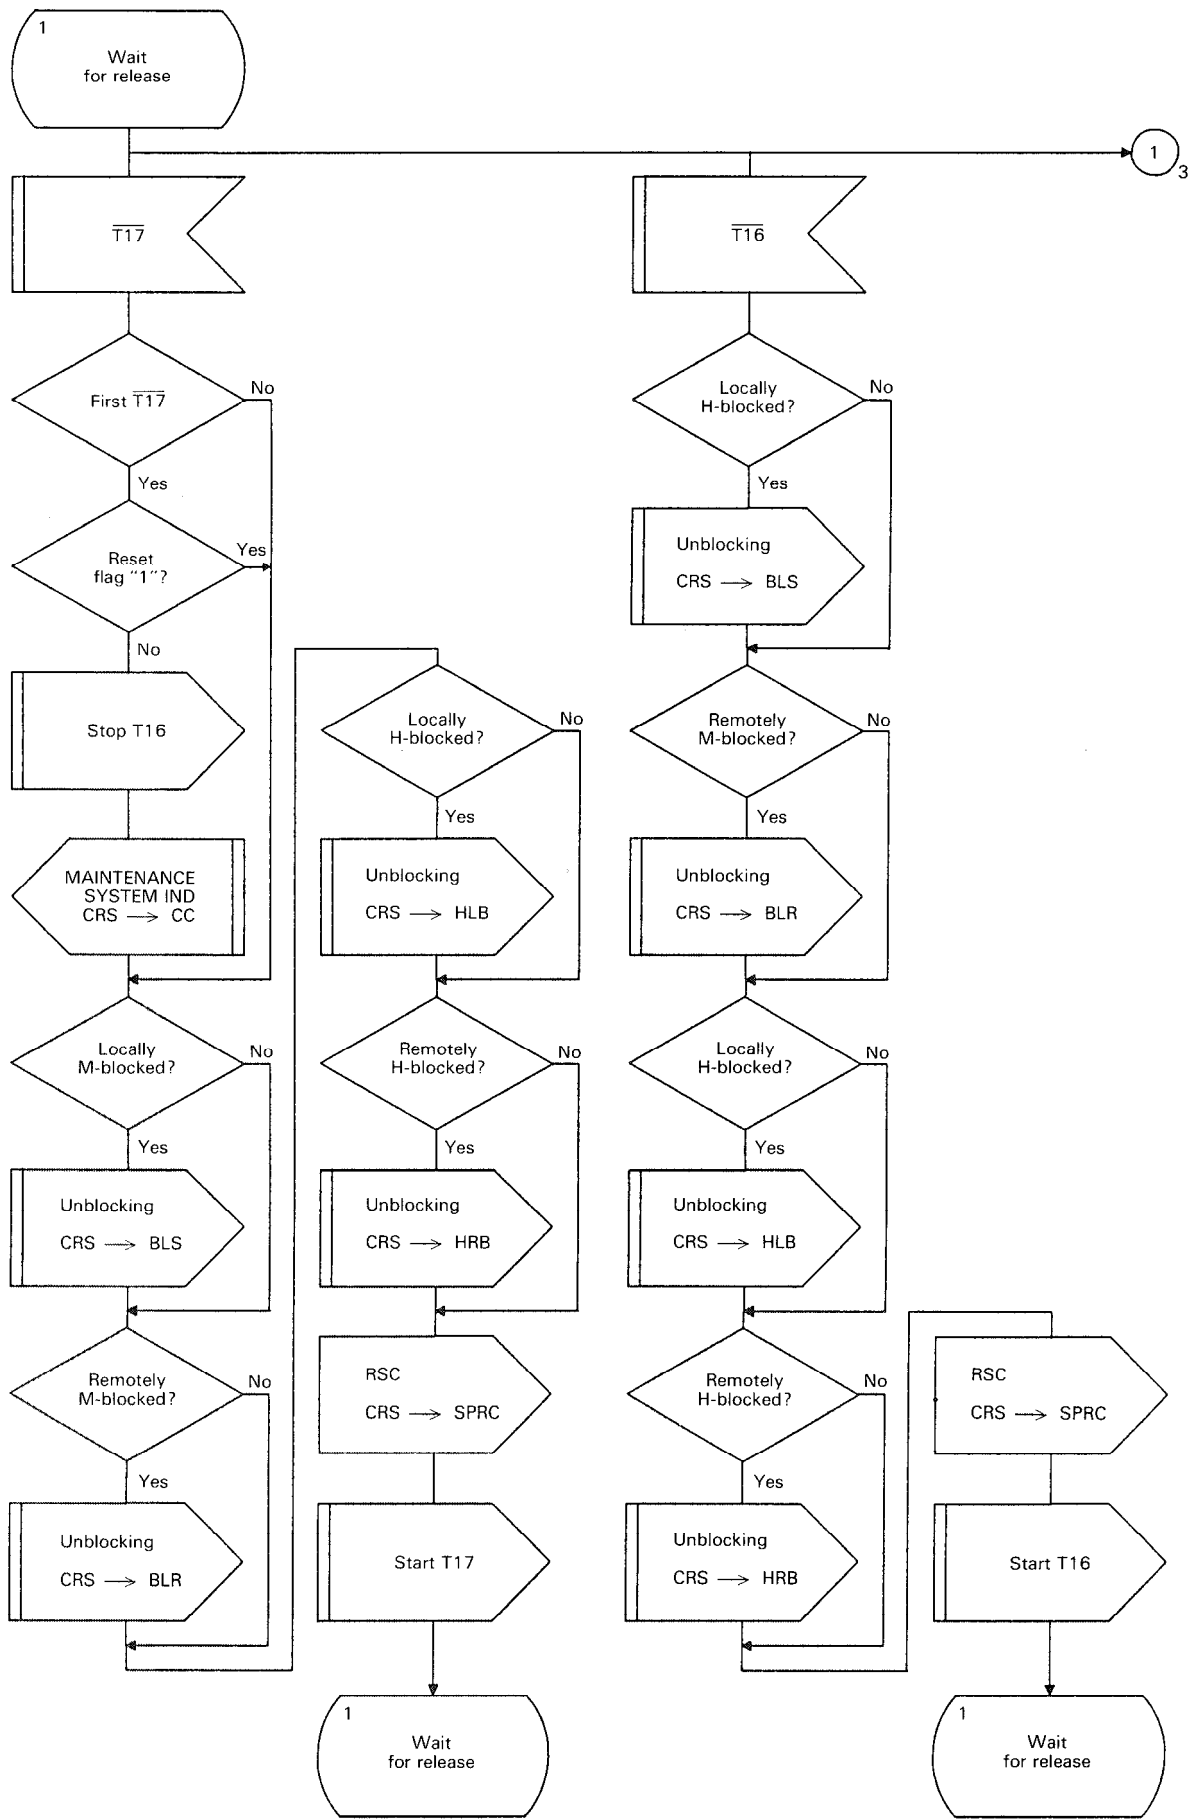 1
Wait
for release
1
3
T17
First T17
No
Yes
Reset
flag "1"?
Yes
No
Stop T16
MAINTENANCE
SYSTEM IND
CRS → CC
Locally
M-blocked?
No
Yes
Unblocking
CRS → BLS
Remotely
M-blocked?
No
Yes
Unblocking
CRS → BLR
Locally
H-blocked?
No
Yes
Unblocking
CRS → HLB
Remotely
H-blocked?
No
Yes
Unblocking
CRS → HRB
RSC
CRS → SPRC
Start T17
1
Wait
for release
T16
Locally
H-blocked?
No
Yes
Unblocking
CRS → BLS
Remotely
M-blocked?
No
Yes
Unblocking
CRS → BLR
Locally
H-blocked?
No
Yes
Unblocking
CRS → HLB
Remotely
H-blocked?
No
Yes
Unblocking
CRS → HRB
RSC
CRS → SPRC
Start T16
1
Wait
for release